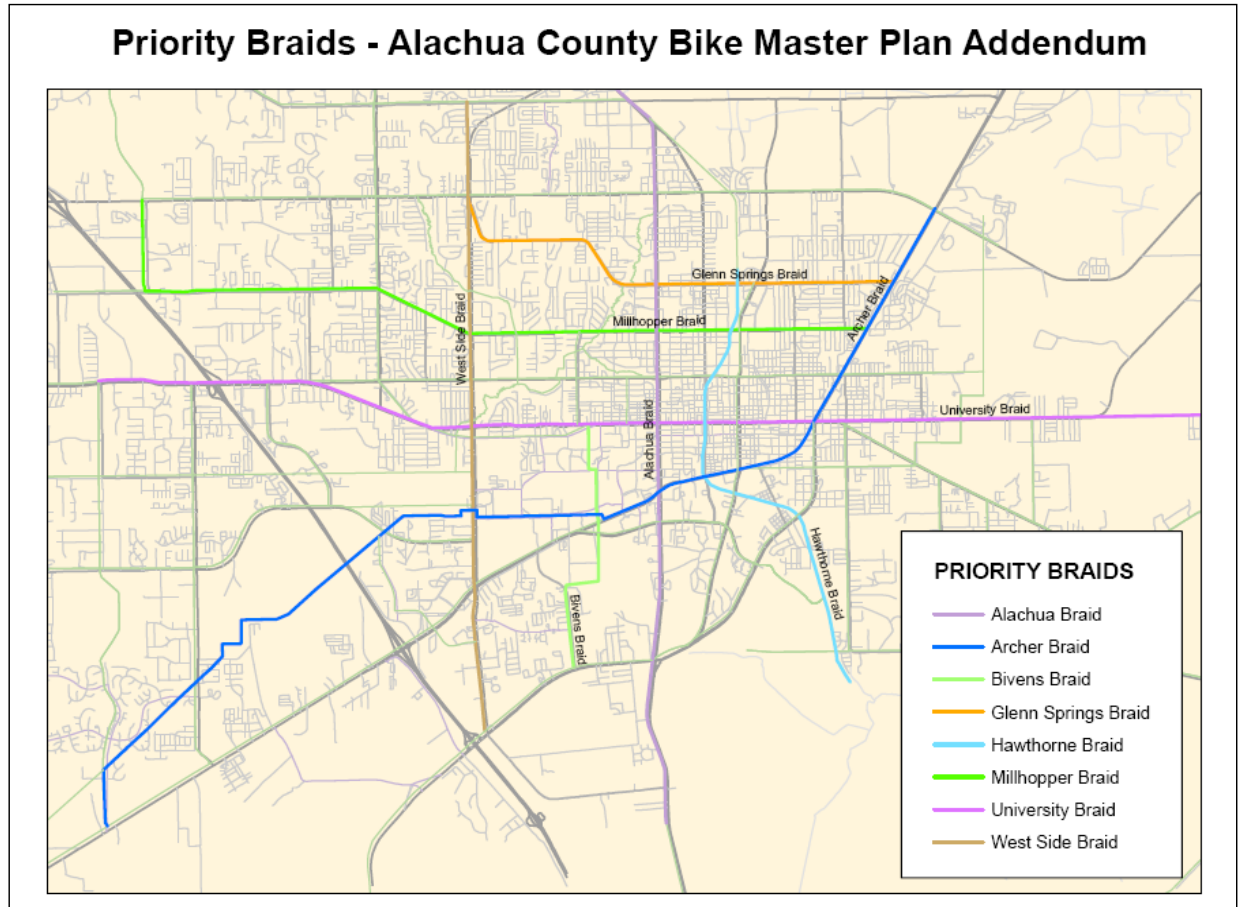 Priority Braids - Alachua County Bike Master Plan Addendum
Glenn Springs Braid
Millhopper Braid
Archer Braid
West Side Braid
University Braid
Alachua Braid
Hawthorne Braid
Bivens Braid
PRIORITY BRAIDS
Alachua Braid
Archer Braid
Bivens Braid
Glenn Springs Braid
Hawthorne Braid
Millhopper Braid
University Braid
West Side Braid